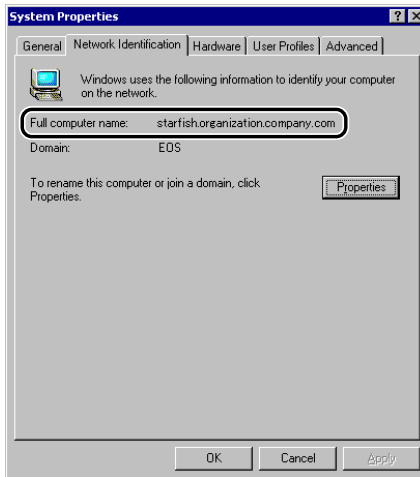 System Properties
General Network Identification Hardware User Profiles Advanced
Windows uses the following information to identify your computer
on the network.
Full computer name: starfish.organization.company.com
Domain: EOS
To rename this computer or join a domain, click
Properties.
Properties
OK Cancel Apply